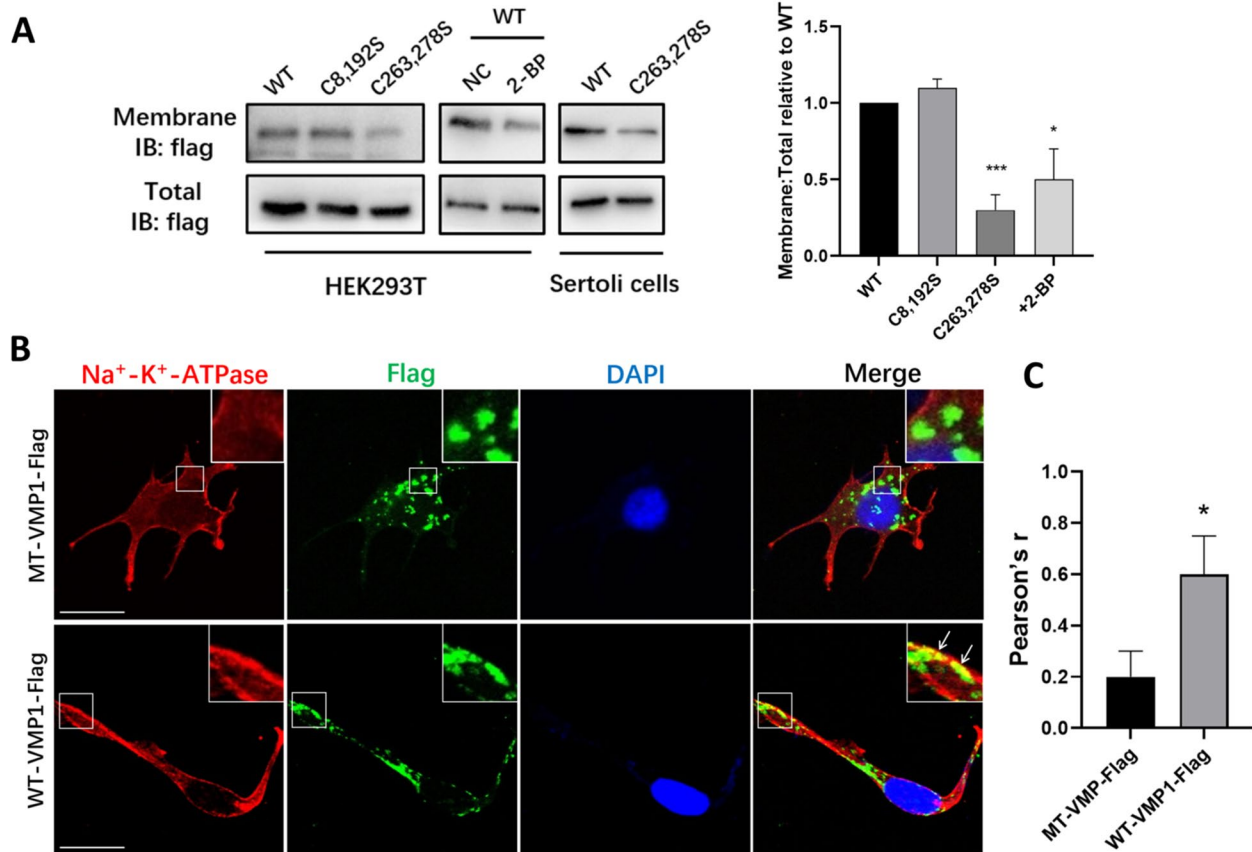 A
WT
WT
C8,192S
C263,278S
NC
2-BP
WT
C263,278S
Membrane
IB: flag
Total
IB: flag
HEK293T
Sertoli cells
Membrane:Total relative to WT
1.5
1.0
0.5
0.0
***
*
WT
C8,192S
C263,278S
+2-BP
B
Na⁺-K⁺-ATPase
Flag
DAPI
Merge
MT-VMP1-Flag
WT-VMP1-Flag
C
Pearson's r
1.0
0.8
0.6
0.4
0.2
0.0
*
MT-VMP-Flag
WT-VMP1-Flag